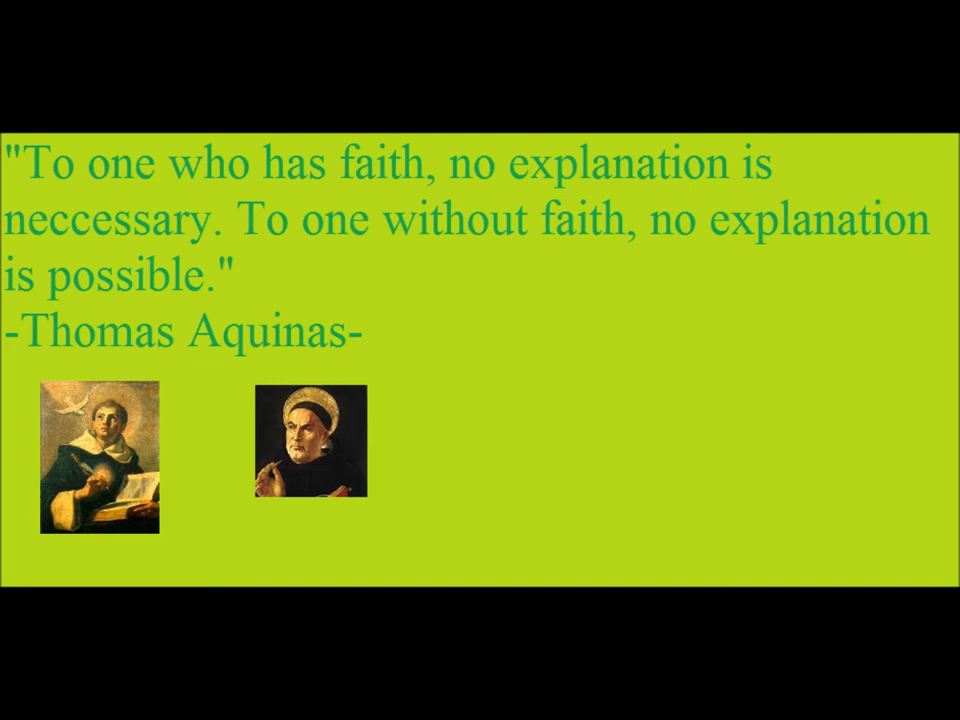 "To one who has faith, no explanation is
neccessary. To one without faith, no explanation
is possible."
-Thomas Aquinas-